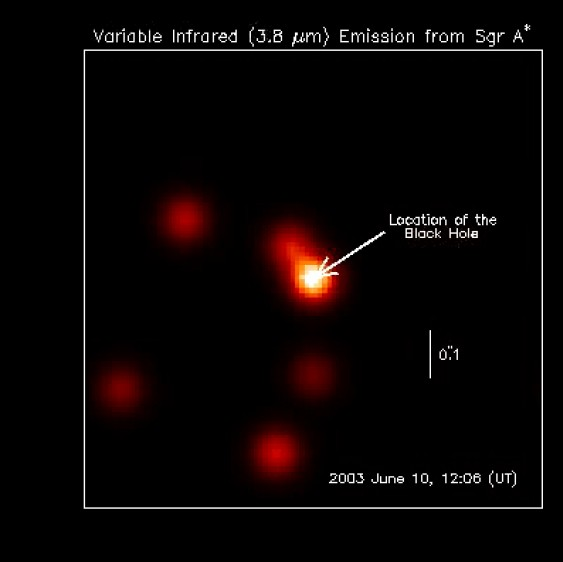 Variable Infrared (3.8 μm) Emission from Sgr A*
Location of the
Black Hole
0".1
2003 June 10, 12:06 (UT)